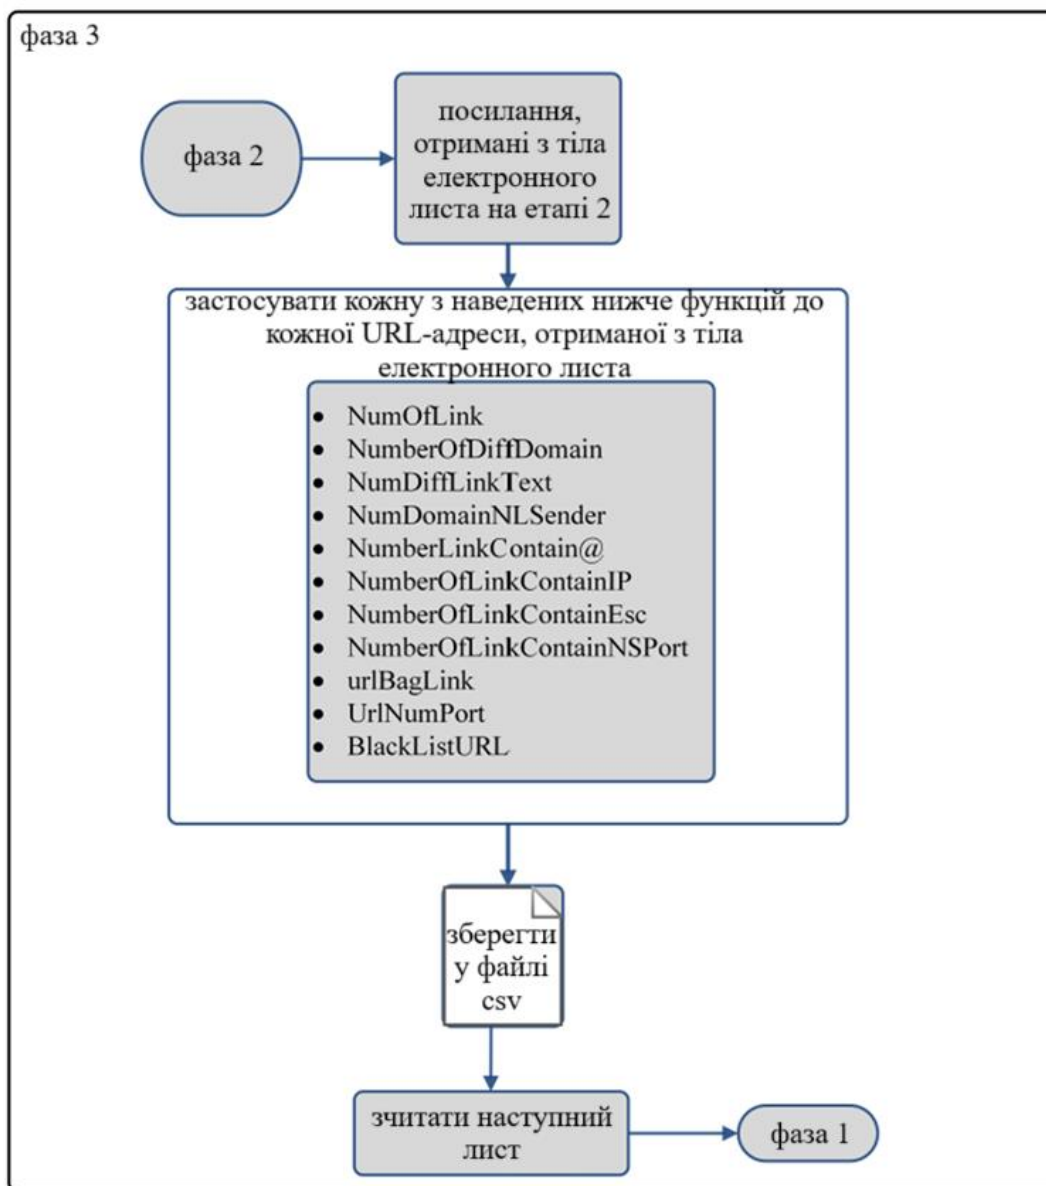 фаза 3
фаза 2
посилання,
отримані з тіла
електронного
листа на етапі 2
застосувати кожну з наведених нижче функцій до
кожної URL-адреси, отриманої з тіла
електронного листа
• NumOfLink
• NumberOfDiffDomain
• NumDiffLinkText
• NumDomainNLSender
• NumberLinkContain@
• NumberOfLinkContainIP
• NumberOfLinkContainEsc
• NumberOfLinkContainNSPort
• urlBagLink
• UrlNumPort
• BlackListURL
зберегти
у файлі
csv
зчитати наступний
лист
фаза 1